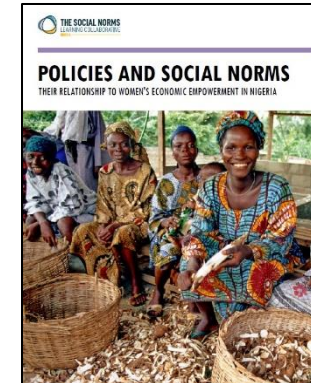 THE SOCIAL NORMS
LEARNING COLLABORATIVE
POLICIES AND SOCIAL NORMS
THEIR RELATIONSHIP TO WOMEN'S ECONOMIC EMPOWERMENT IN NIGERIA